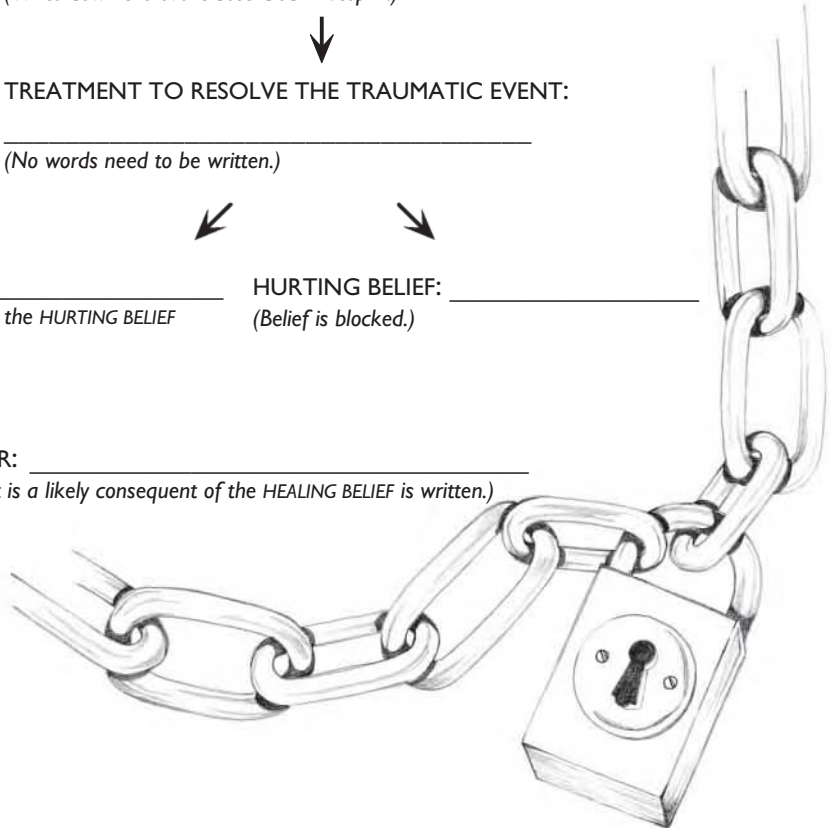 TREATMENT TO RESOLVE THE TRAUMATIC EVENT:
(No words need to be written.)
HURTING BELIEF:
the HURTING BELIEF
(Belief is blocked.)
R:
is a likely consequent of the HEALING BELIEF is written.)